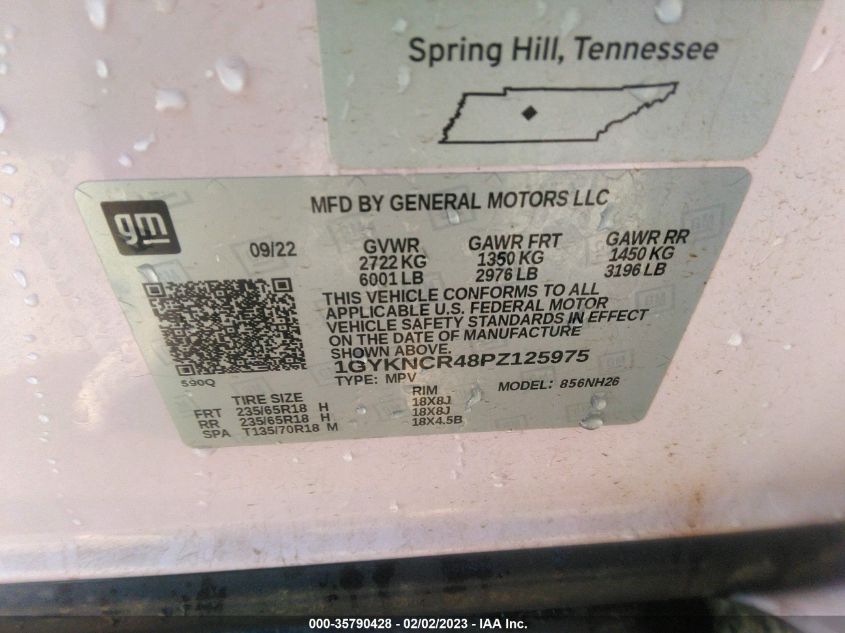 Spring Hill, Tennessee
gm
MFD BY GENERAL MOTORS LLC
09/22 GVWR GAWR FRT GAWR RR
2722 KG 1350 KG 1450 KG
6001 LB 2976 LB 3196 LB
THIS VEHICLE CONFORMS TO ALL
APPLICABLE U.S. FEDERAL MOTOR
VEHICLE SAFETY STANDARDS IN EFFECT
ON THE DATE OF MANUFACTURE
SHOWN ABOVE.
1GYKNCR48PZ125975
590Q
TYPE: MPV MODEL: 856NH26
TIRE SIZE RIM
FRT 235/65R18 H 18X8J
RR 235/65R18 H 18X8J
SPA T135/70R18 M 18X4.5B
000-35790428 - 02/02/2023 - © IAA Inc.